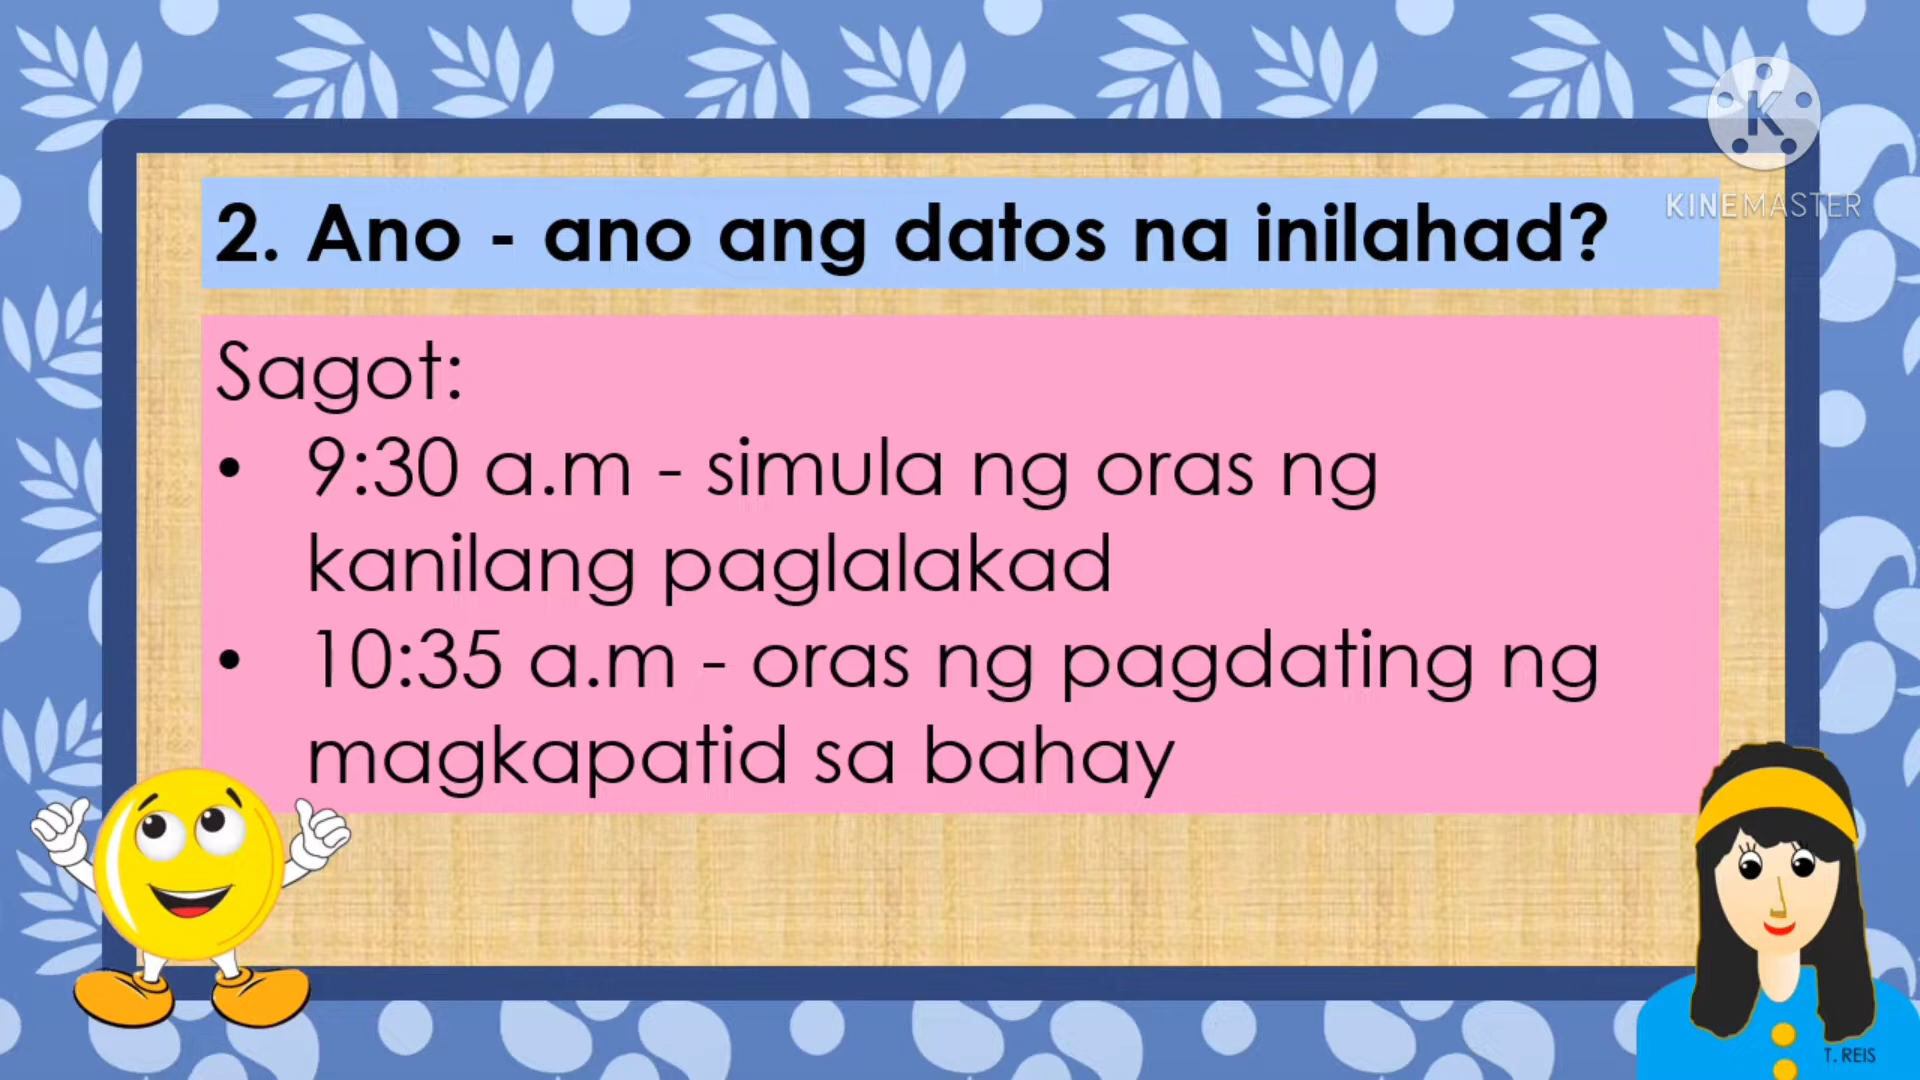 K
KINEMASTER
2. Ano - ano ang datos na inilahad?
Sagot:
• 9:30 a.m - simula ng oras ng
kanilang paglalakad
• 10:35 a.m - oras ng pagdating ng
magkapatid sa bahay
T. REIS